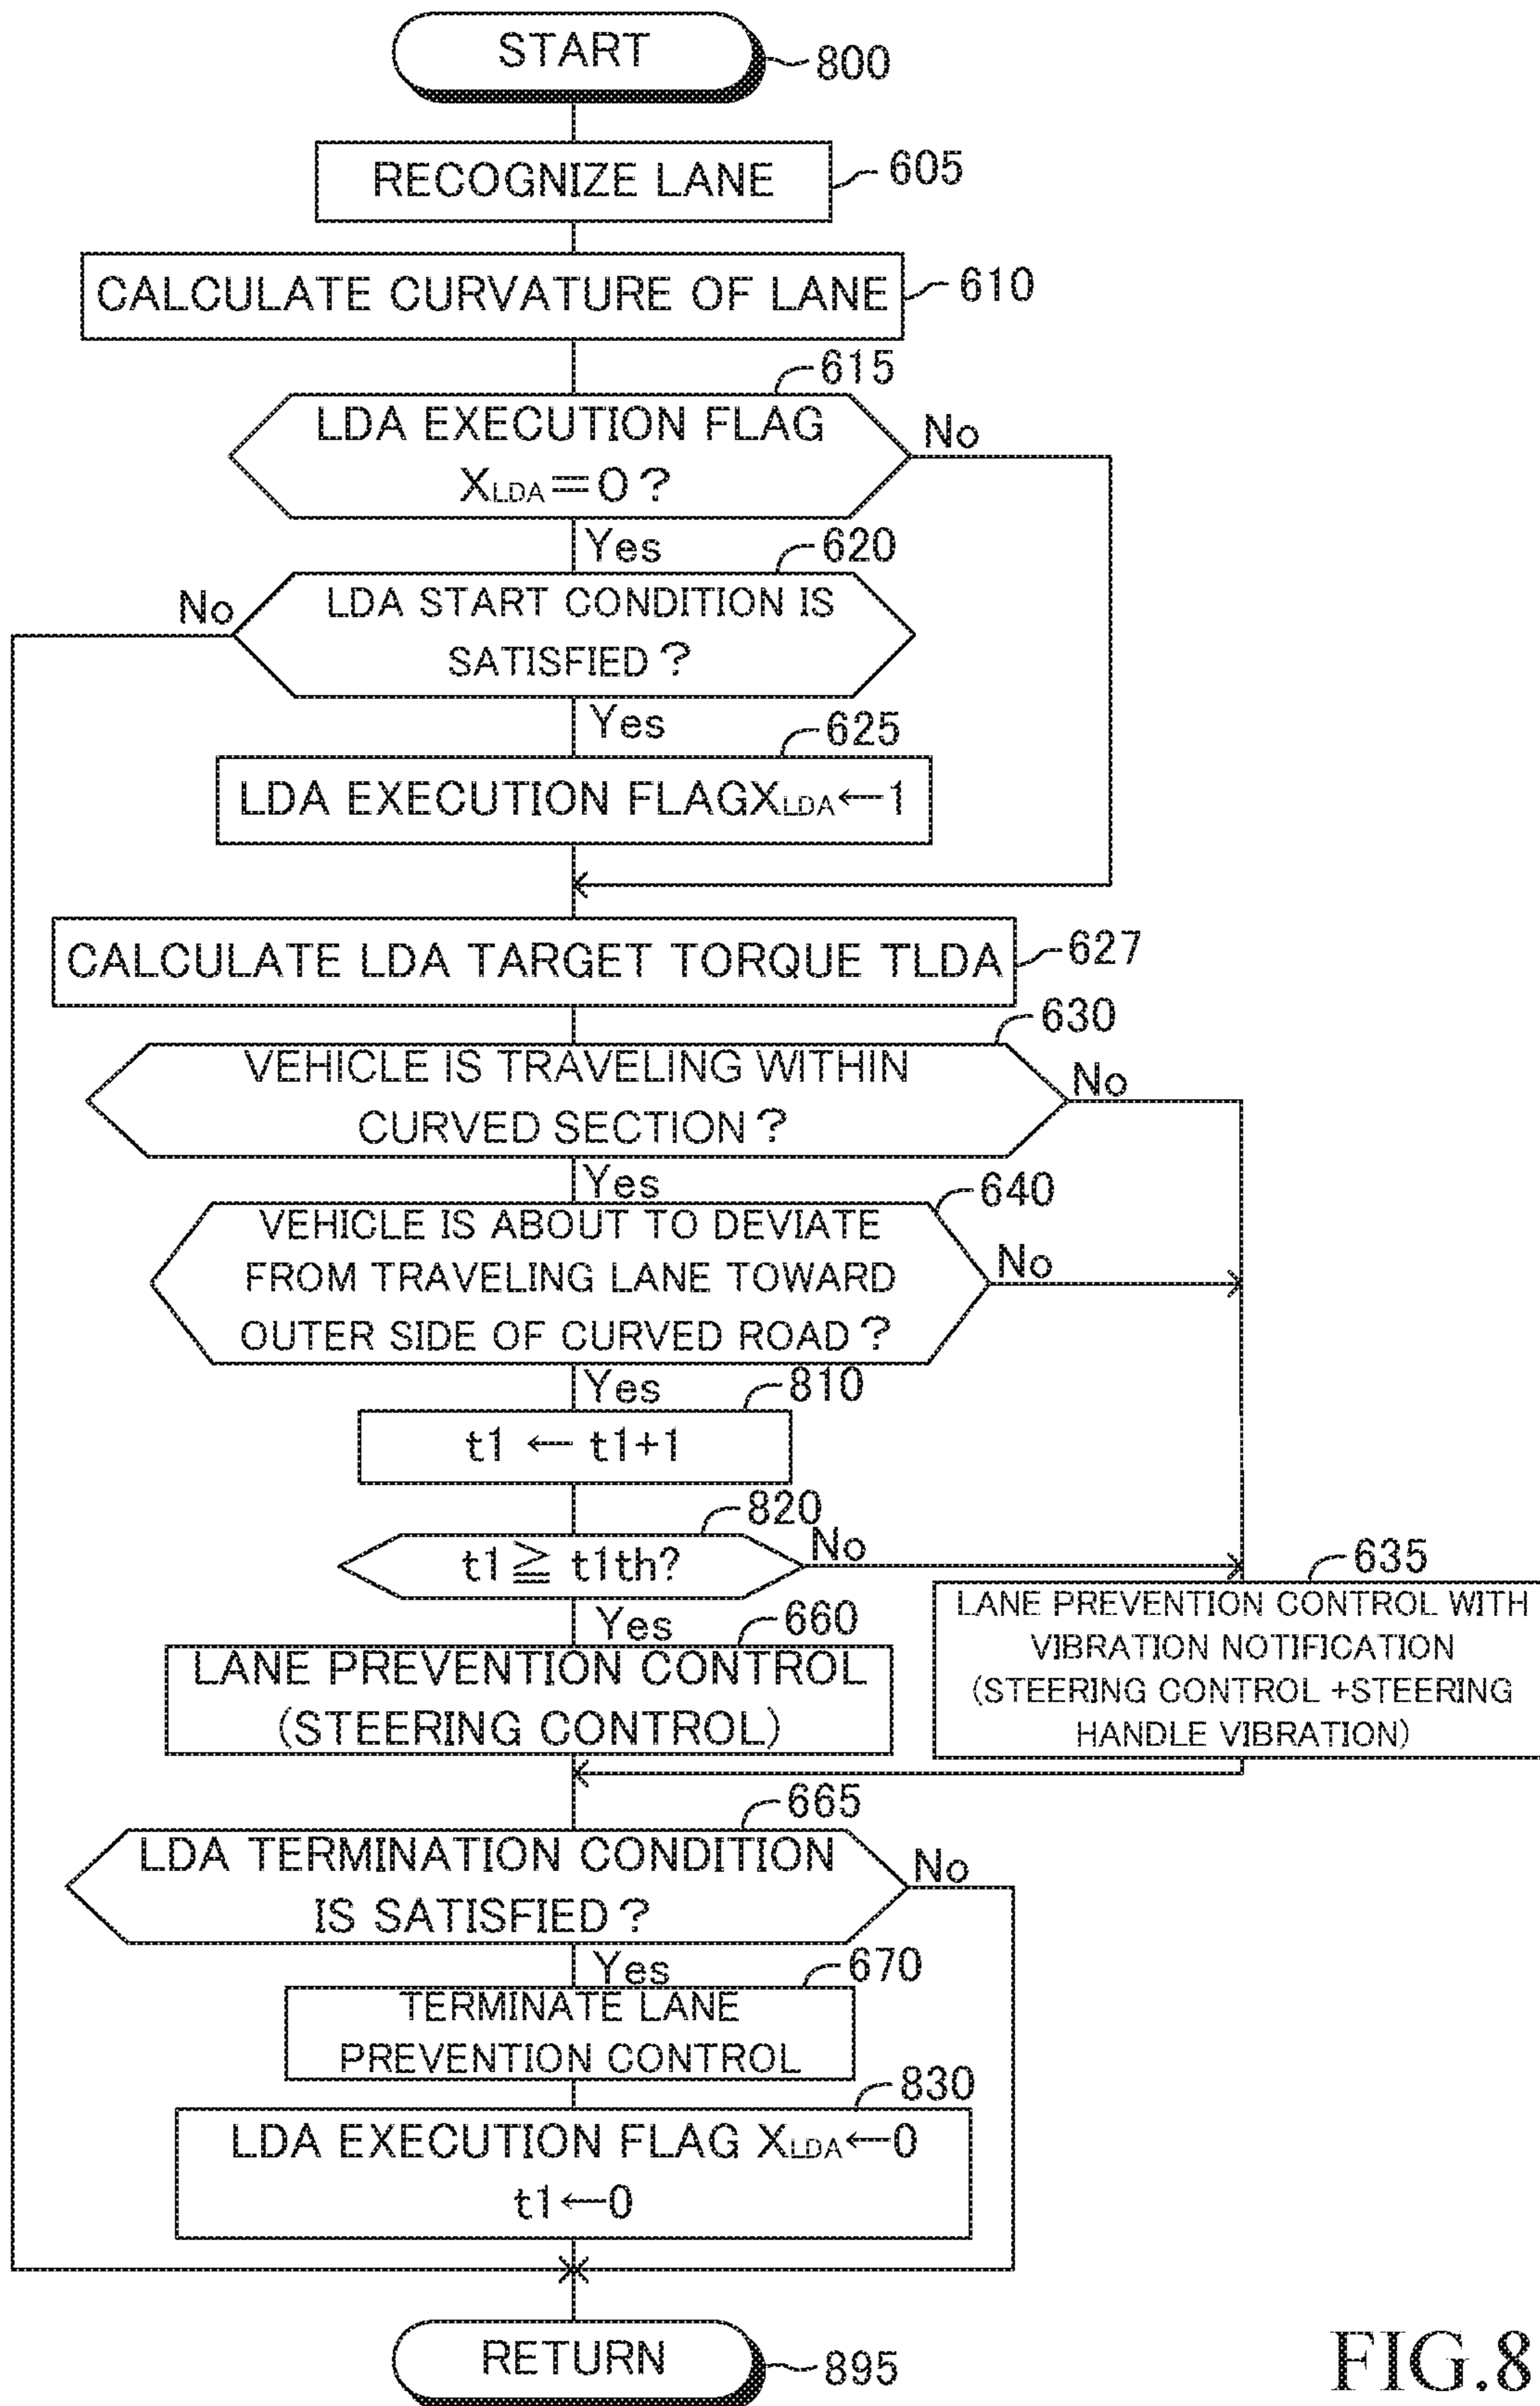 START
800
RECOGNIZE LANE
605
CALCULATE CURVATURE OF LANE
610
615
LDA EXECUTION FLAG
XLDA=0?
No
Yes
620
No
LDA START CONDITION IS
SATISFIED?
Yes
625
LDA EXECUTION FLAGXLDA←1
CALCULATE LDA TARGET TORQUE TLDA
627
630
VEHICLE IS TRAVELING WITHIN
CURVED SECTION?
No
Yes
640
VEHICLE IS ABOUT TO DEVIATE
FROM TRAVELING LANE TOWARD
OUTER SIDE OF CURVED ROAD?
No
Yes
810
t1 ← t1+1
820
t1 ≧ t1th?
No
Yes
635
LANE PREVENTION CONTROL WITH
VIBRATION NOTIFICATION
(STEERING CONTROL +STEERING
HANDLE VIBRATION)
660
LANE PREVENTION CONTROL
(STEERING CONTROL)
665
LDA TERMINATION CONDITION
IS SATISFIED?
No
Yes
670
TERMINATE LANE
PREVENTION CONTROL
830
LDA EXECUTION FLAG XLDA←0
t1←0
RETURN
895
FIG.8